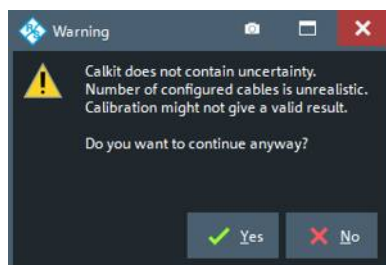 Warning
Calkit does not contain uncertainty.
Number of configured cables is unrealistic.
Calibration might not give a valid result.
Do you want to continue anyway?
Yes
No